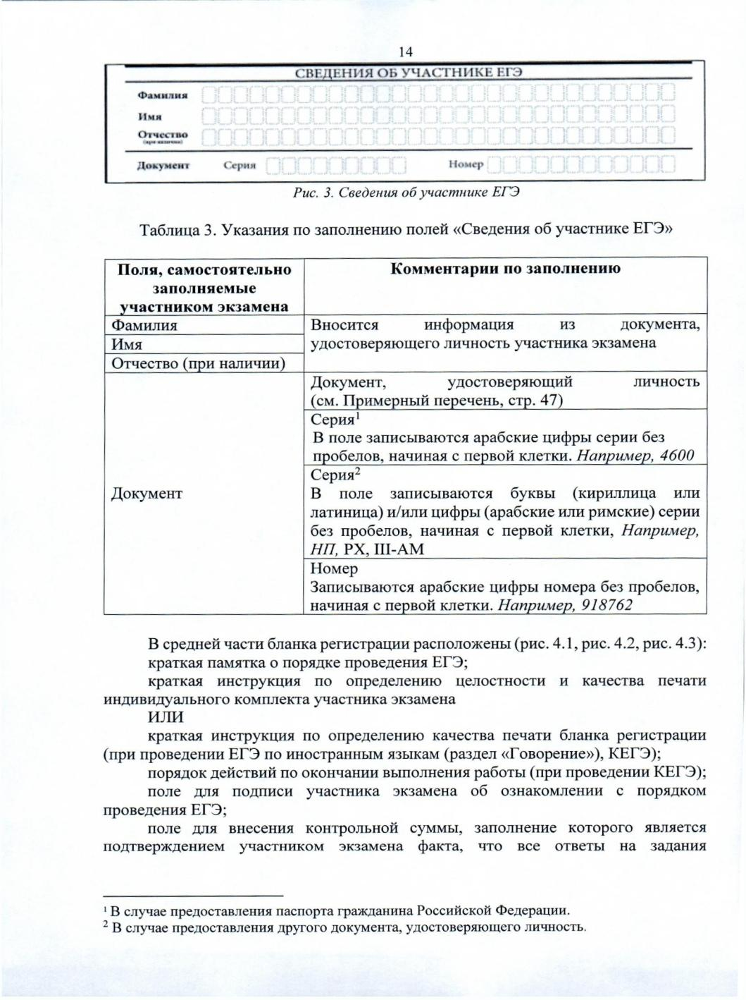 14
СВЕДЕНИЯ ОБ УЧАСТНИКЕ ЕГЭ
Фамилия
Имя
Отчество
(при наличии)
Документ Серия Номер
Рис. 3. Сведения об участнике ЕГЭ
Таблица 3. Указания по заполнению полей «Сведения об участнике ЕГЭ»
Поля, самостоятельно
заполняемые
участником экзамена
Комментарии по заполнению
Фамилия
Имя
Отчество (при наличии)
Вносится информация из документа,
удостоверяющего личность участника экзамена
Документ
Документ, удостоверяющий личность
(см. Примерный перечень, стр. 47)
Серия¹
В поле записываются арабские цифры серии без
пробелов, начиная с первой клетки. Например, 4600
Серия²
В поле записываются буквы (кириллица или
латиница) и/или цифры (арабские или римские) серии
без пробелов, начиная с первой клетки, Например,
НП, РХ, III-АМ
Номер
Записываются арабские цифры номера без пробелов,
начиная с первой клетки. Например, 918762
В средней части бланка регистрации расположены (рис. 4.1, рис. 4.2, рис. 4.3):
краткая памятка о порядке проведения ЕГЭ;
краткая инструкция по определению целостности и качества печати
индивидуального комплекта участника экзамена
ИЛИ
краткая инструкция по определению качества печати бланка регистрации
(при проведении ЕГЭ по иностранным языкам (раздел «Говорение»), КЕГЭ);
порядок действий по окончании выполнения работы (при проведении КЕГЭ);
поле для подписи участника экзамена об ознакомлении с порядком
проведения ЕГЭ;
поле для внесения контрольной суммы, заполнение которого является
подтверждением участником экзамена факта, что все ответы на задания
¹ В случае предоставления паспорта гражданина Российской Федерации.
² В случае предоставления другого документа, удостоверяющего личность.